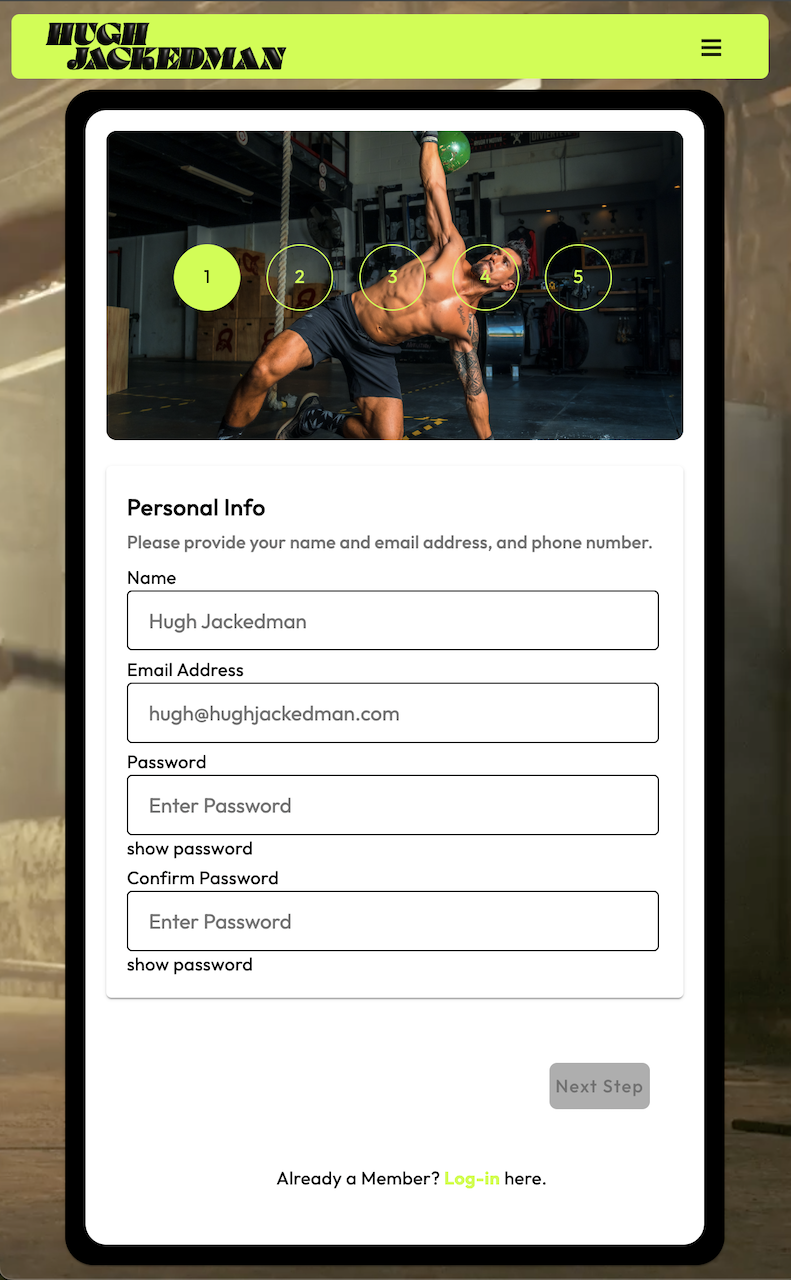 HUGH
JACKEDMAN
1 2 3 4 5
Personal Info
Please provide your name and email address, and phone number.
Name
Hugh Jackedman
Email Address
hugh@hughjackedman.com
Password
Enter Password
show password
Confirm Password
Enter Password
show password
Next Step
Already a Member? Log-in here.